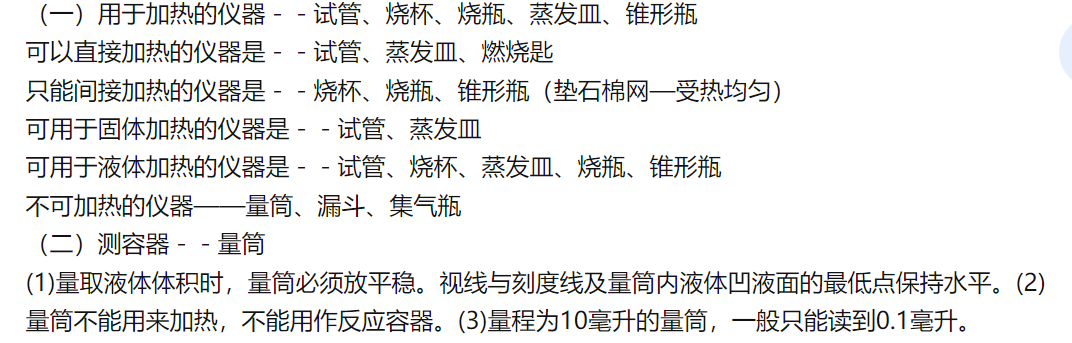 （一）用于加热的仪器－－试管、烧杯、烧瓶、蒸发皿、锥形瓶
可以直接加热的仪器是－－试管、蒸发皿、燃烧匙
只能间接加热的仪器是－－烧杯、烧瓶、锥形瓶（垫石棉网—受热均匀）
可用于固体加热的仪器是－－试管、蒸发皿
可用于液体加热的仪器是－－试管、烧杯、蒸发皿、烧瓶、锥形瓶
不可加热的仪器——量筒、漏斗、集气瓶
（二）测容器－－量筒
(1)量取液体体积时，量筒必须放平稳。视线与刻度线及量筒内液体凹液面的最低点保持水平。(2)
量筒不能用来加热，不能用作反应容器。(3)量程为10毫升的量筒，一般只能读到0.1毫升。